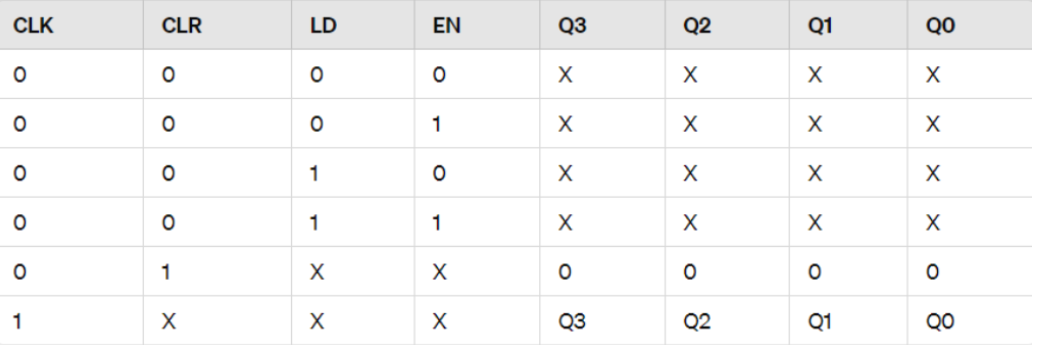 CLK CLR LD EN Q3 Q2 Q1 Q0
0 0 0 0 X X X X
0 0 0 1 X X X X
0 0 1 0 X X X X
0 0 1 1 X X X X
0 1 X X 0 0 0 0
1 X X X Q3 Q2 Q1 Q0